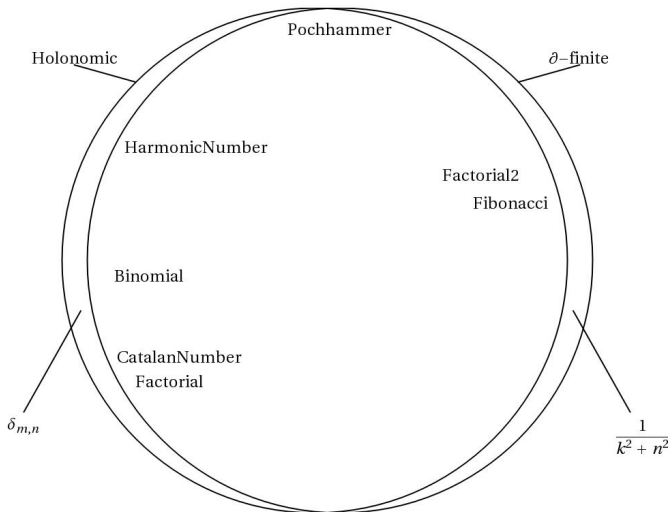 Pochhammer
Holonomic
∂-finite
HarmonicNumber
Factorial2
Fibonacci
Binomial
CatalanNumber
Factorial
δm,n
1
k² + n²